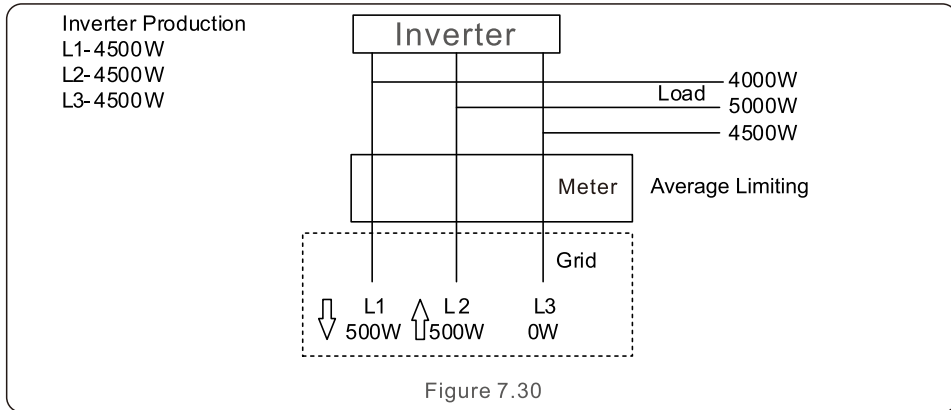 Inverter Production
L1-4500W
L2-4500W
L3-4500W
Inverter
Load
4000W
5000W
4500W
Meter
Average Limiting
Grid
L1 L2 L3
500W 500W 0W
Figure 7.30